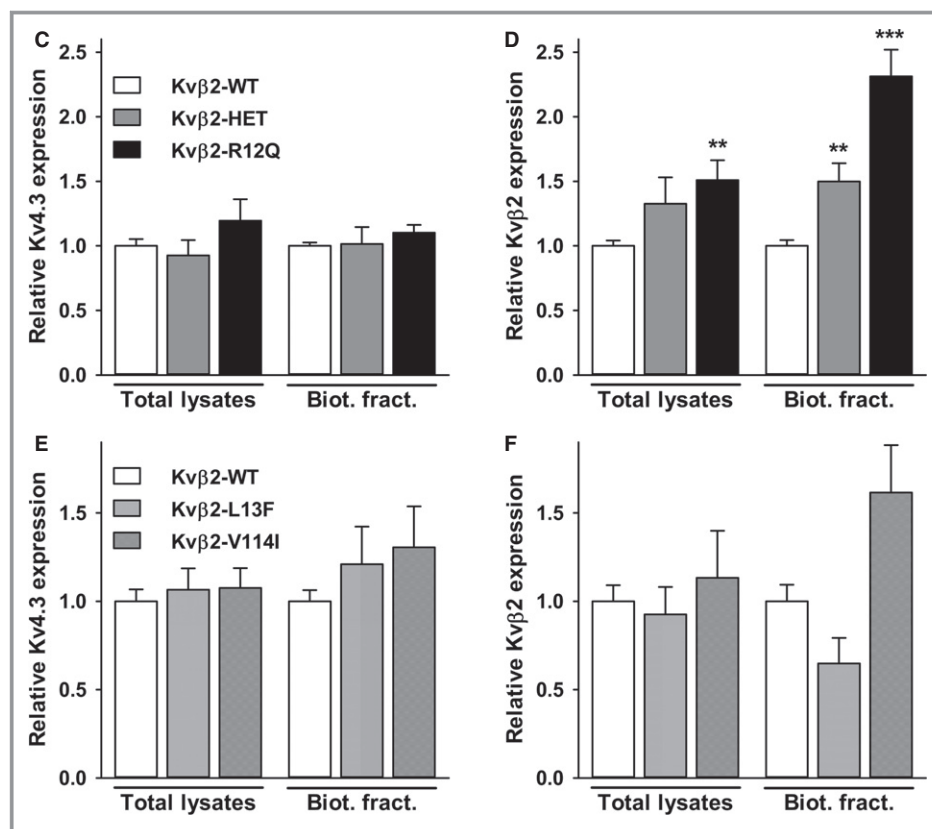 C
Relative Kv4.3 expression
2.5
2.0
1.5
1.0
0.5
0.0
Kvβ2-WT
Kvβ2-HET
Kvβ2-R12Q
Total lysates
Biot. fract.
D
Relative Kvβ2 expression
2.5
2.0
1.5
1.0
0.5
0.0
**
**
***
Total lysates
Biot. fract.
E
Relative Kv4.3 expression
1.5
1.0
0.5
0.0
Kvβ2-WT
Kvβ2-L13F
Kvβ2-V114I
Total lysates
Biot. fract.
F
Relative Kvβ2 expression
1.5
1.0
0.5
0.0
Total lysates
Biot. fract.